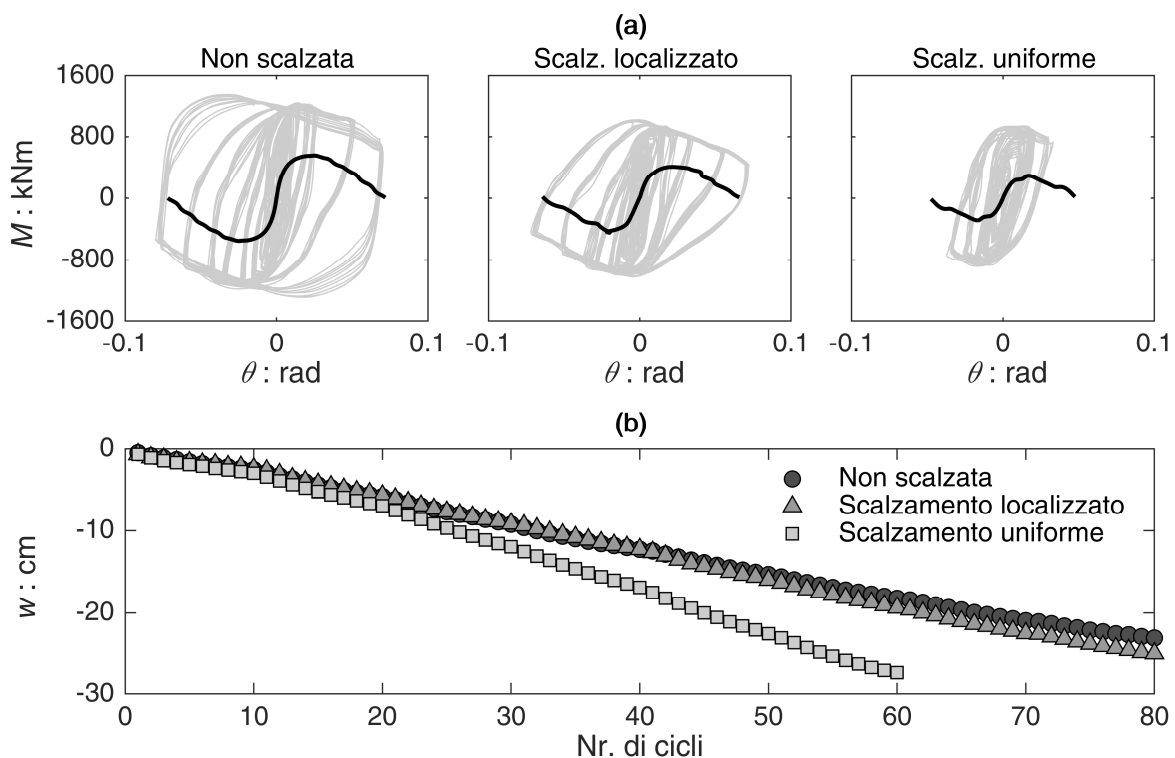 (a)
Non scalzata Scalz. localizzato Scalz. uniforme
1600
800
0
-800
-1600
M : kNm
-0.1 0 0.1 -0.1 0 0.1 -0.1 0 0.1
θ : rad θ : rad θ : rad
(b)
0
-10
-20
-30
w : cm
Non scalzata
Scalzamento localizzato
Scalzamento uniforme
0 10 20 30 40 50 60 70 80
Nr. di cicli